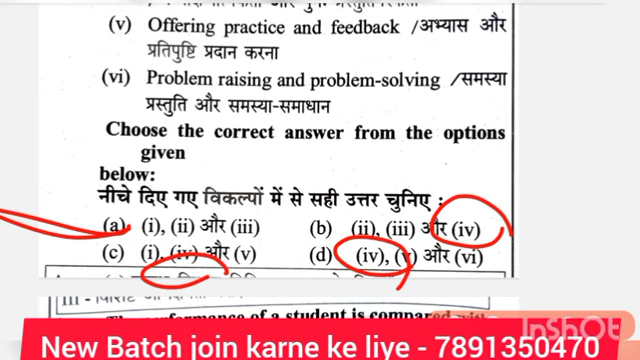 (v) Offering practice and feedback /अभ्यास और
प्रतिपुष्टि प्रदान करना
(vi) Problem raising and problem-solving /समस्या
प्रस्तुति और समस्या-समाधान
Choose the correct answer from the options
given
below:
नीचे दिए गए विकल्पों में से सही उत्तर चुनिए :
(a) (i), (ii) और (iii) (b) (ii), (iii) और (iv)
(c) (i), (iv) और (v) (d) (iv), (v) और (vi)
The performance of a student is compared with
InShOt
New Batch join karne ke liye - 7891350470